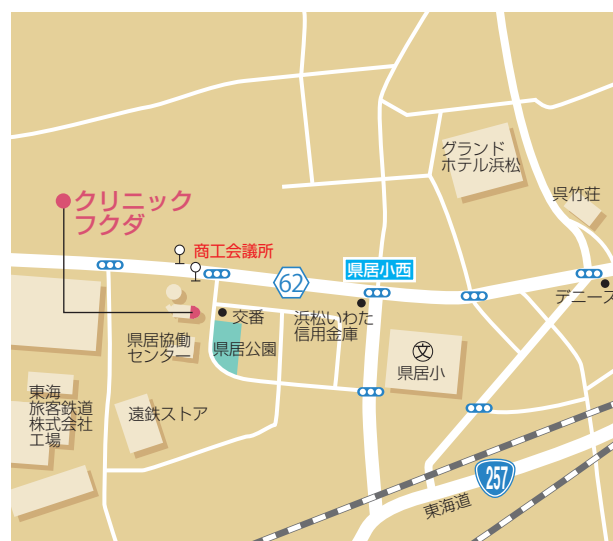 グランド
ホテル浜松
呉竹荘
クリニック
フクダ
商工会議所
県居小西
62
デニーズ
交番
浜松いわた
信用金庫
県居協働
センター
県居公園
文
県居小
東海
旅客鉄道
株式会社
工場
遠鉄ストア
257
東海道